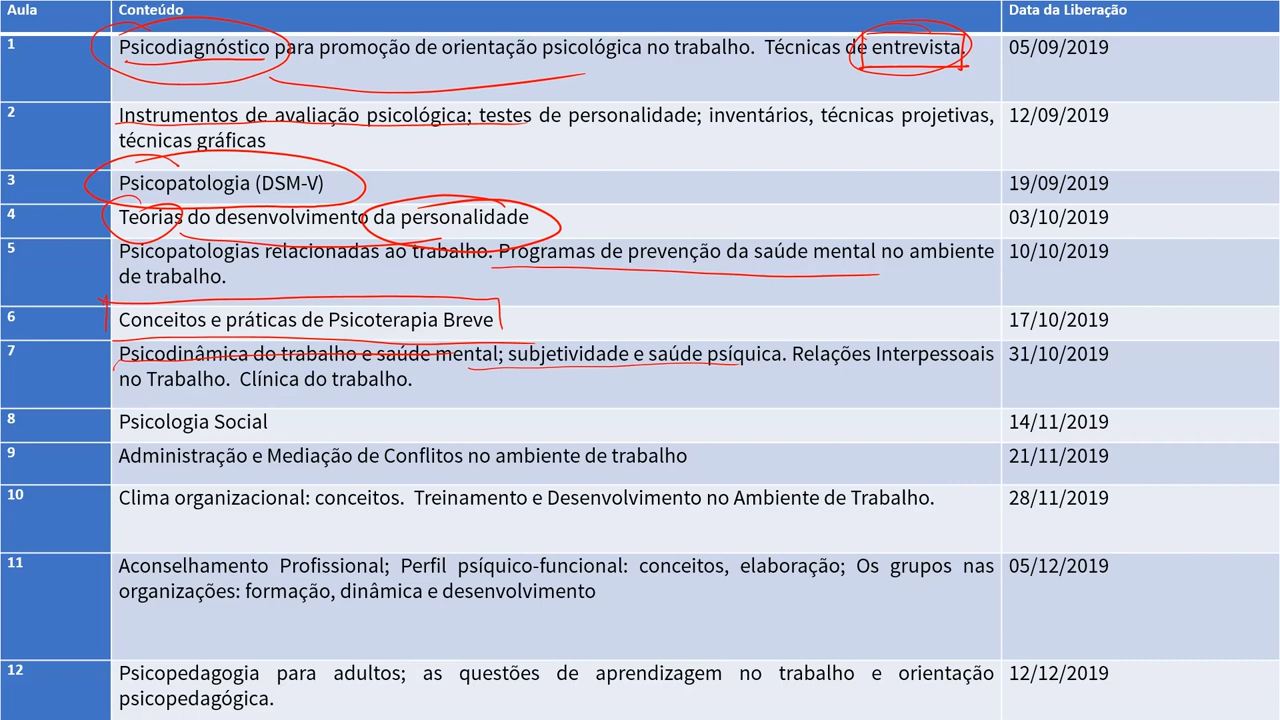 Aula Conteúdo Data da Liberação
1 Psicodiagnóstico para promoção de orientação psicológica no trabalho. Técnicas de entrevista. 05/09/2019
2 Instrumentos de avaliação psicológica; testes de personalidade; inventários, técnicas projetivas, 12/09/2019
técnicas gráficas
3 Psicopatologia (DSM-V) 19/09/2019
4 Teorias do desenvolvimento da personalidade 03/10/2019
5 Psicopatologias relacionadas ao trabalho. Programas de prevenção da saúde mental no ambiente 10/10/2019
de trabalho.
6 Conceitos e práticas de Psicoterapia Breve 17/10/2019
7 Psicodinâmica do trabalho e saúde mental; subjetividade e saúde psíquica. Relações Interpessoais 31/10/2019
no Trabalho. Clínica do trabalho.
8 Psicologia Social 14/11/2019
9 Administração e Mediação de Conflitos no ambiente de trabalho 21/11/2019
10 Clima organizacional: conceitos. Treinamento e Desenvolvimento no Ambiente de Trabalho. 28/11/2019
11 Aconselhamento Profissional; Perfil psíquico-funcional: conceitos, elaboração; Os grupos nas 05/12/2019
organizações: formação, dinâmica e desenvolvimento
12 Psicopedagogia para adultos; as questões de aprendizagem no trabalho e orientação 12/12/2019
psicopedagógica.